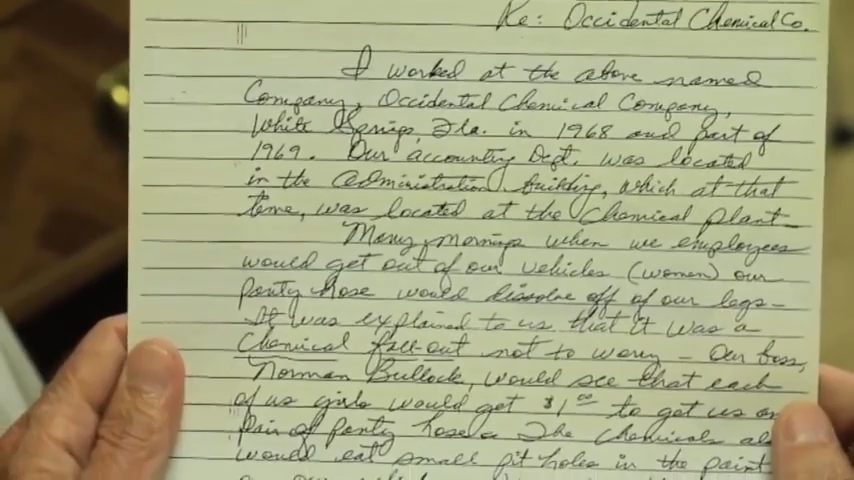 Re: Occidental Chemical Co.
I worked at the above named
Company, Occidental Chemical Company,
White Springs, Fla. in 1968 and part of
1969. Our accounting Dept. was located
in the administration building, which at that
time, was located at the Chemical plant—
Many mornings when we employees
would get out of our vehicles (women) our
panty hose would dissolve off of our legs—
It was explained to us that it was a
Chemical fall-out not to worry — Our boss,
Norman Bullock, would see that each
of us girls would get $1.00 to get us a
pair of panty hose. The Chemicals al
would eat small pit holes in the paint